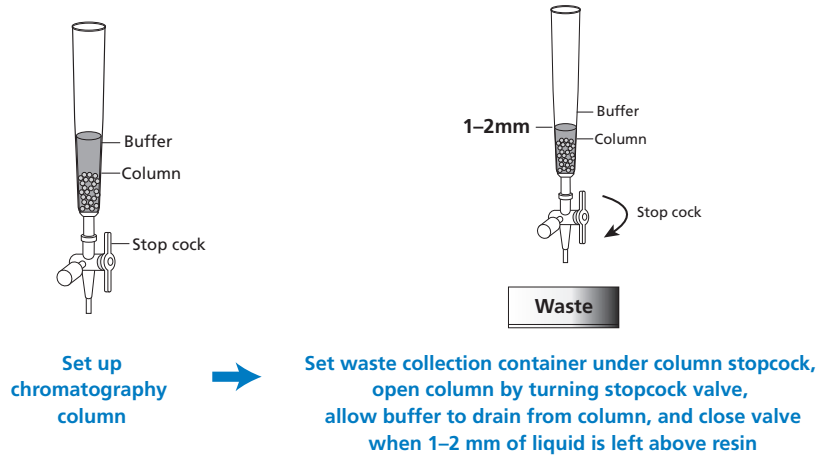 Buffer
Column
Stop cock
1–2mm
Buffer
Column
Stop cock
Waste
Set up
chromatography
column
Set waste collection container under column stopcock,
open column by turning stopcock valve,
allow buffer to drain from column, and close valve
when 1–2 mm of liquid is left above resin